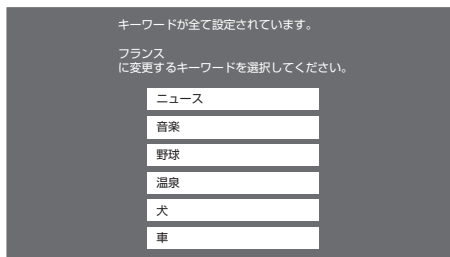 キーワードが全て設定されています。
フランス
に変更するキーワードを選択してください。
ニュース
音楽
野球
温泉
犬
車